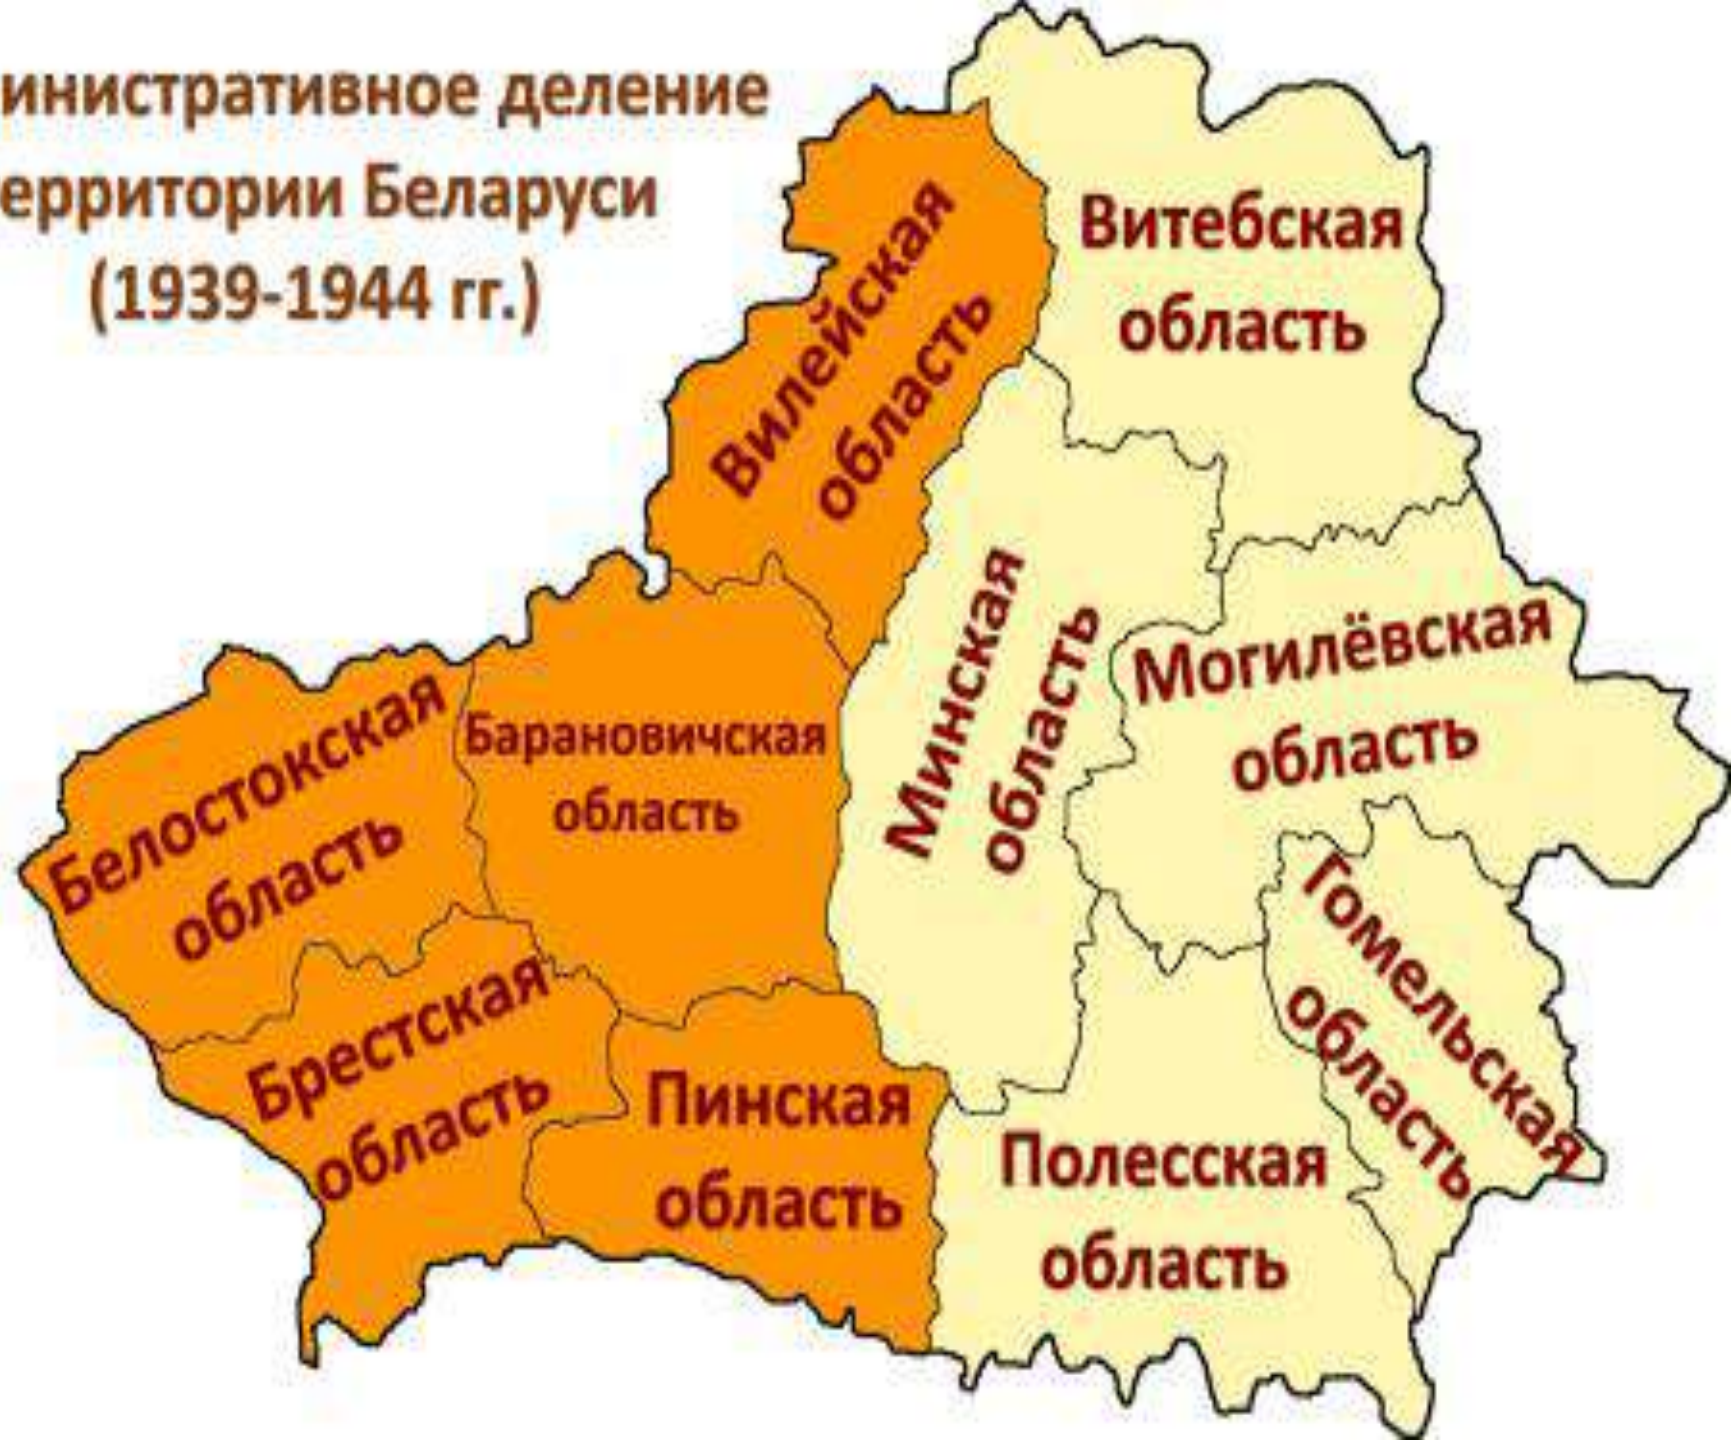 инистративное деление
ерритории Беларуси
(1939-1944 гг.)
Витебская
область
Вилейская
область
Минская
область
Могилёвская
область
Белостокская
область
Барановичская
область
Гомельская
область
Брестская
область
Пинская
область
Полесская
область